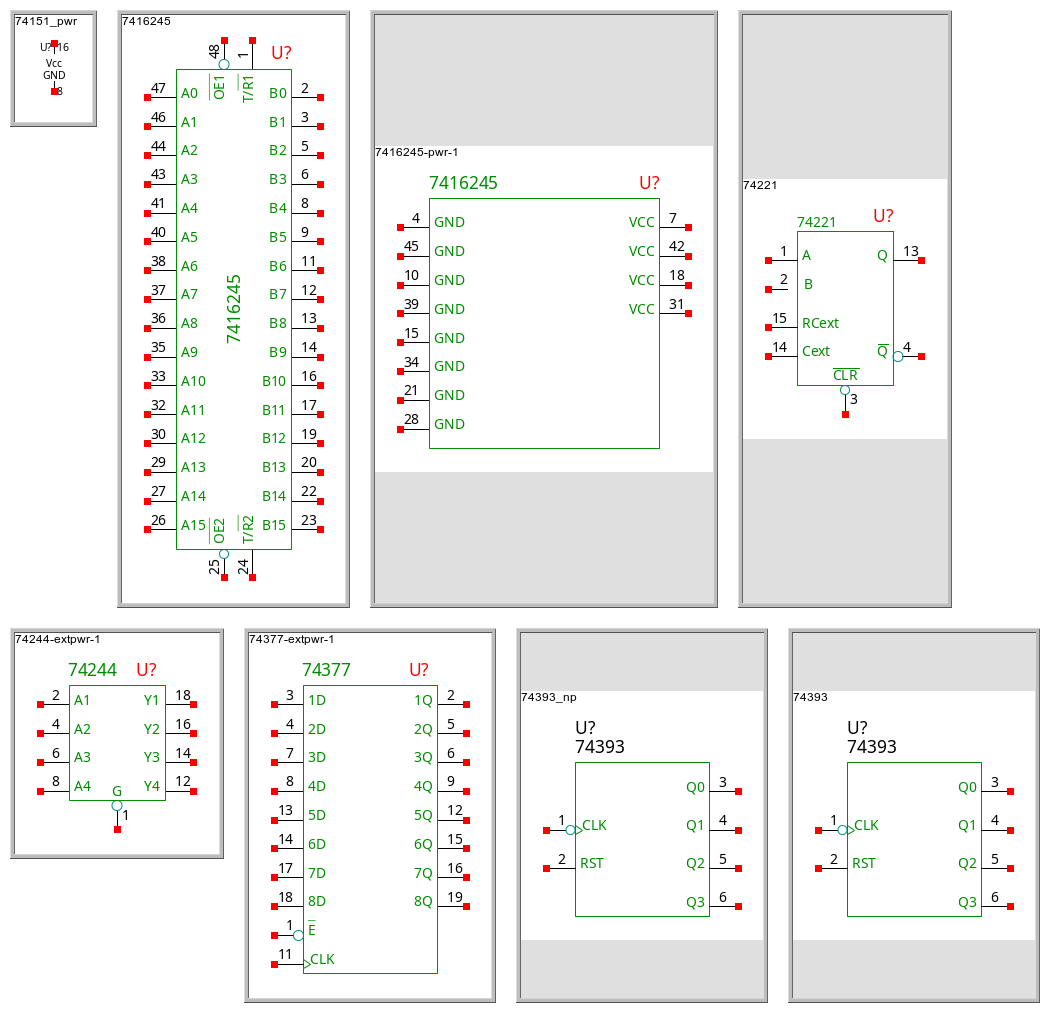 74151_pwr
U? 16
Vcc
GND
8
7416245
48 1 U?
OE1 T/R1
47 A0 B0 2
46 A1 B1 3
44 A2 B2 5
43 A3 B3 6
41 A4 B4 8
40 A5 B5 9
38 A6 B6 11
37 A7 B7 12
36 A8 B8 13
35 A9 B9 14
33 A10 B10 16
32 A11 B11 17
30 A12 B12 19
29 A13 B13 20
27 A14 B14 22
26 A15 B15 23
7416245
OE2 T/R2
25 24
7416245-pwr-1
7416245 U?
4 GND VCC 7
45 GND VCC 42
10 GND VCC 18
39 GND VCC 31
15 GND
34 GND
21 GND
28 GND
74221
74221 U?
1 A Q 13
2 B
15 RCext
14 Cext Q 4
CLR
3
74244-extpwr-1
74244 U?
2 A1 Y1 18
4 A2 Y2 16
6 A3 Y3 14
8 A4 Y4 12
G
1
74377-extpwr-1
74377 U?
3 1D 1Q 2
4 2D 2Q 5
7 3D 3Q 6
8 4D 4Q 9
13 5D 5Q 12
14 6D 6Q 15
17 7D 7Q 16
18 8D 8Q 19
1 E
11 CLK
74393_np
U?
74393
Q0 3
1 CLK Q1 4
2 RST Q2 5
Q3 6
74393
U?
74393
Q0 3
1 CLK Q1 4
2 RST Q2 5
Q3 6